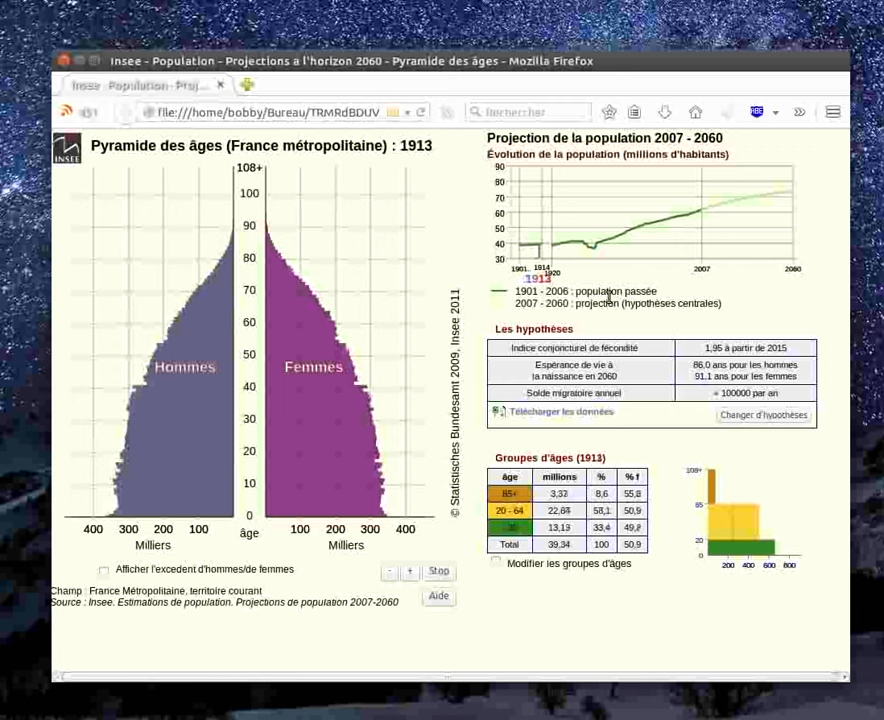 Insee - Population - Projections a l'horizon 2060 - Pyramide des âges - Mozilla Firefox
Insee - Population - Proj...
file:///home/bobby/Bureau/TRMRdBDUV
Rechercher
ABE
INSEE
Pyramide des âges (France métropolitaine) : 1913
108+
100
90
80
70
60
50
40
30
20
10
0
Hommes
Femmes
400 300 200 100
âge
100 200 300 400
Milliers
Milliers
© Statistisches Bundesamt 2009, Insee 2011
Afficher l'excedent d'hommes/de femmes
- + Stop
Aide
Champ : France Métropolitaine, territoire courant
Source : Insee. Estimations de population. Projections de population 2007-2060
Projection de la population 2007 - 2060
Évolution de la population (millions d'habitants)
90
80
70
60
50
40
30
1901.. 1914 1920 2007 2060
1913
1901 - 2006 : population passée
2007 - 2060 : projection (hypothèses centrales)
Les hypothèses
Indice conjoncturel de fécondité 1,95 à partir de 2015
Espérance de vie à la naissance en 2060 86,0 ans pour les hommes 91,1 ans pour les femmes
Solde migratoire annuel = 100000 par an
Télécharger les données Changer d'hypothèses
Groupes d'âges (1913)
âge millions % % f
65+ 3,37 8,6 55,8
20 - 64 58,1 50,9
13,13 33,4
Total 39,34 100 50,9
Modifier les groupes d'âges
108+
65
20
0
200 400 600 800